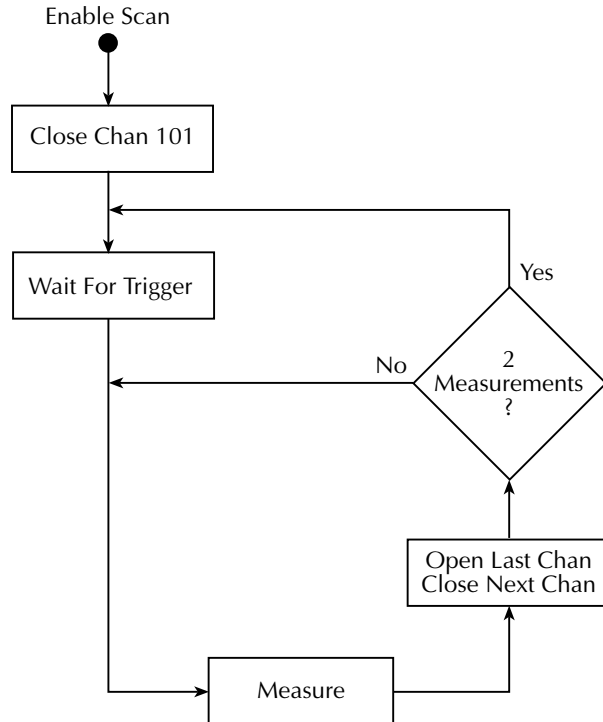 Enable Scan
Close Chan 101
Wait For Trigger
Yes
No
2
Measurements
?
Open Last Chan
Close Next Chan
Measure